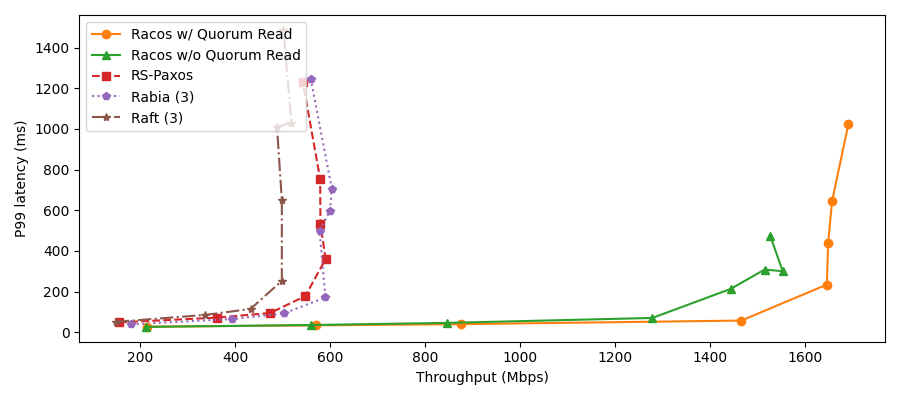 Racos w/ Quorum Read
Racos w/o Quorum Read
RS-Paxos
Rabia (3)
Raft (3)
1400
1200
1000
800
600
400
200
0
P99 latency (ms)
200 400 600 800 1000 1200 1400 1600
Throughput (Mbps)